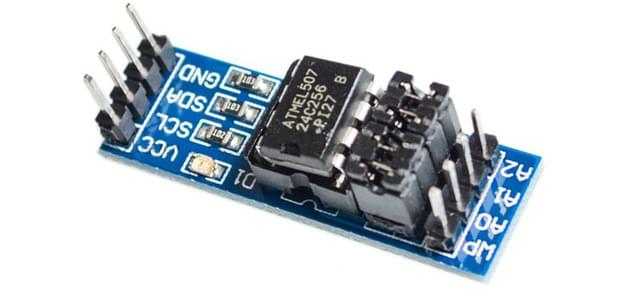 GND
SDA
SCL
VCC
D1
ATMEL507
24C256
PI27
B
A2
A1
A0
WP